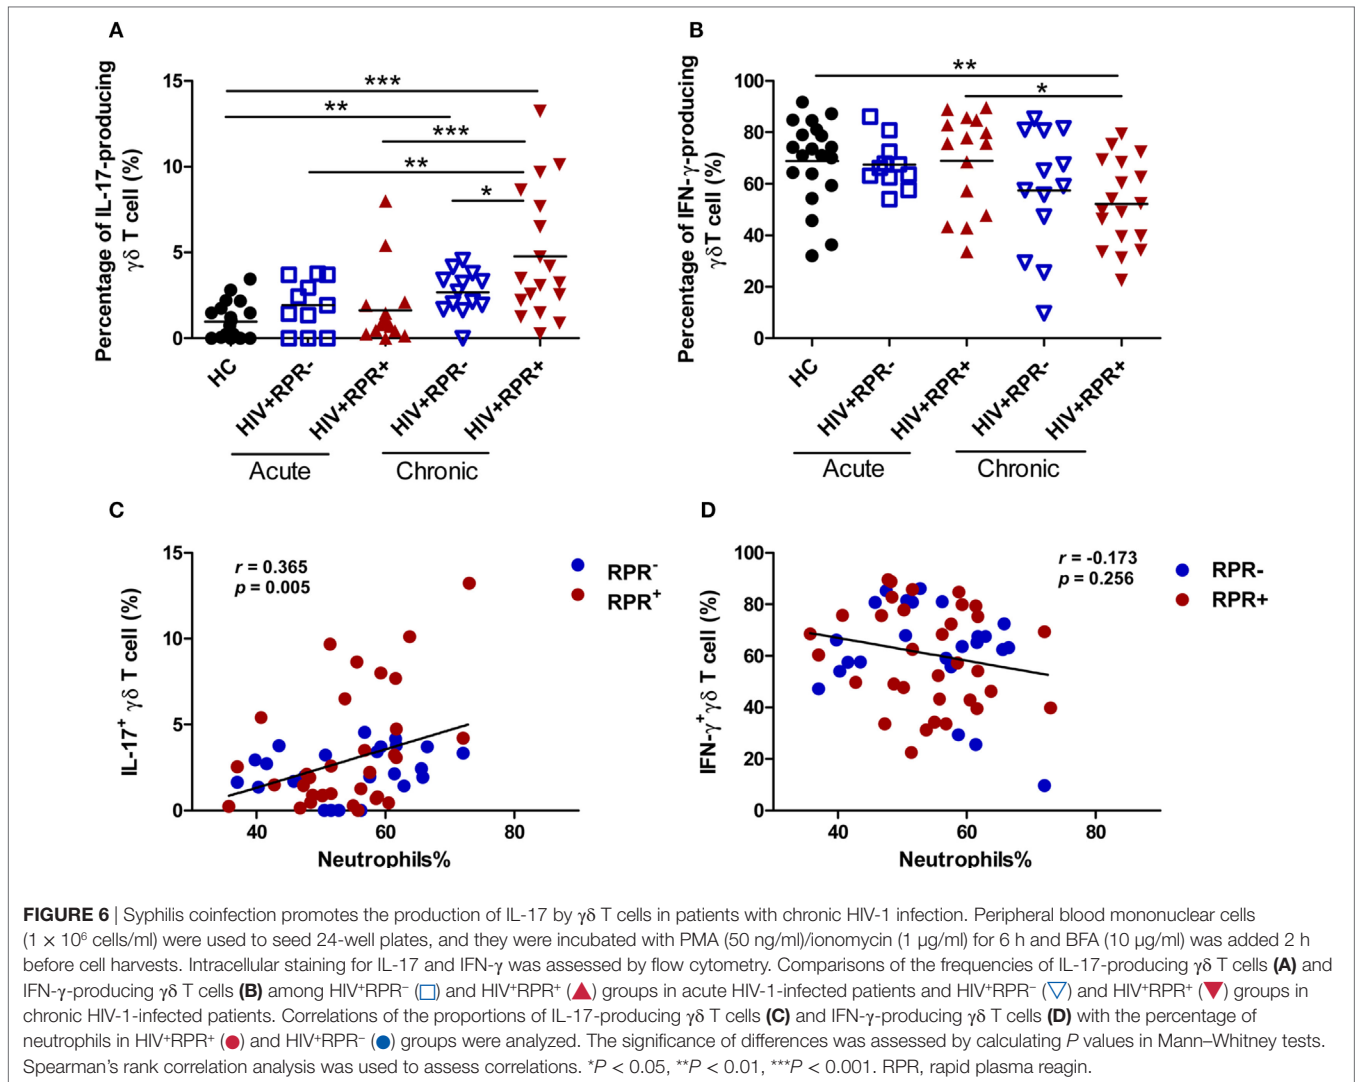 A
Percentage of IL-17-producing
γδ T cell (%)
15
10
5
0
***
**
***
**
*
HC
HIV+RPR-
HIV+RPR+
HIV+RPR-
HIV+RPR+
Acute
Chronic
B
Percentage of IFN-γ-producing
γδT cell (%)
100
80
60
40
20
0
**
*
HC
HIV+RPR-
HIV+RPR+
HIV+RPR-
HIV+RPR+
Acute
Chronic
C
IL-17+ γδ T cell (%)
15
10
5
0
r = 0.365
p = 0.005
RPR-
RPR+
40
60
80
Neutrophils%
D
IFN-γ+γδ T cell (%)
100
80
60
40
20
0
r = -0.173
p = 0.256
RPR-
RPR+
40
60
80
Neutrophils%
FIGURE 6 | Syphilis coinfection promotes the production of IL-17 by γδ T cells in patients with chronic HIV-1 infection. Peripheral blood mononuclear cells
(1 × 10⁶ cells/ml) were used to seed 24-well plates, and they were incubated with PMA (50 ng/ml)/ionomycin (1 µg/ml) for 6 h and BFA (10 µg/ml) was added 2 h
before cell harvests. Intracellular staining for IL-17 and IFN-γ was assessed by flow cytometry. Comparisons of the frequencies of IL-17-producing γδ T cells (A) and
IFN-γ-producing γδ T cells (B) among HIV⁺RPR⁻ (□) and HIV⁺RPR⁺ (▲) groups in acute HIV-1-infected patients and HIV⁺RPR⁻ (▽) and HIV⁺RPR⁺ (▼) groups in
chronic HIV-1-infected patients. Correlations of the proportions of IL-17-producing γδ T cells (C) and IFN-γ-producing γδ T cells (D) with the percentage of
neutrophils in HIV⁺RPR⁺ (●) and HIV⁺RPR⁻ (●) groups were analyzed. The significance of differences was assessed by calculating P values in Mann–Whitney tests.
Spearman's rank correlation analysis was used to assess correlations. *P < 0.05, **P < 0.01, ***P < 0.001. RPR, rapid plasma reagin.